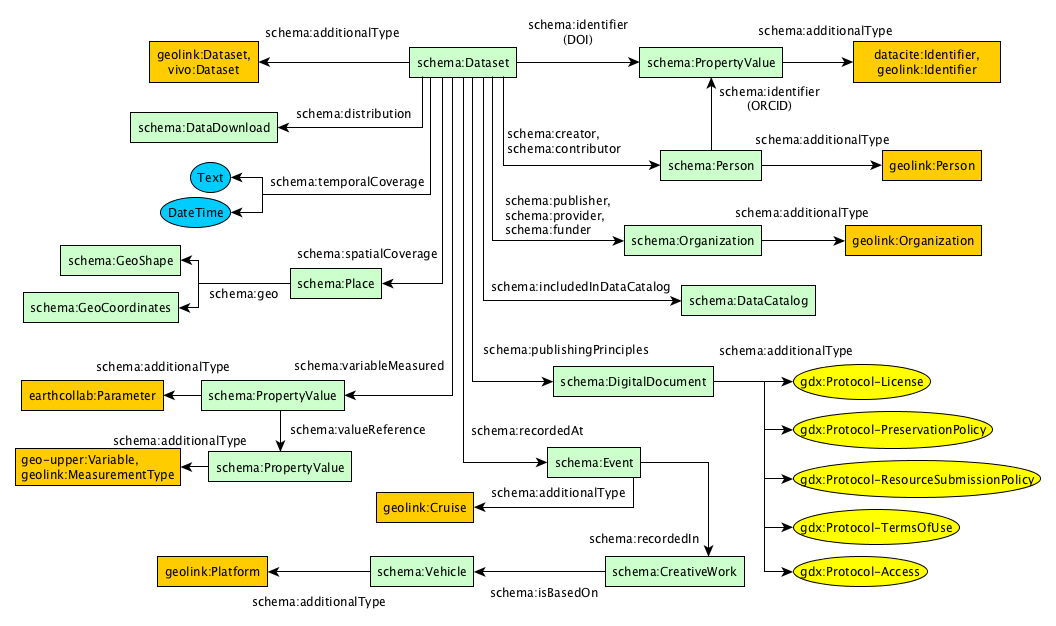 schema:additionalType
schema:identifier
(DOI)
schema:additionalType
geolink:Dataset,
vivo:Dataset
schema:Dataset
schema:PropertyValue
datacite:Identifier,
geolink:Identifier
schema:identifier
(ORCID)
schema:distribution
schema:DataDownload
schema:creator,
schema:contributor
schema:additionalType
schema:Person
geolink:Person
Text
schema:temporalCoverage
DateTime
schema:publisher,
schema:provider,
schema:funder
schema:additionalType
schema:Organization
geolink:Organization
schema:spatialCoverage
schema:GeoShape
schema:Place
schema:geo
schema:GeoCoordinates
schema:includedInDataCatalog
schema:DataCatalog
schema:publishingPrinciples
schema:additionalType
schema:variableMeasured
schema:additionalType
schema:DigitalDocument
gdx:Protocol-License
earthcollab:Parameter
schema:PropertyValue
schema:valueReference
gdx:Protocol-PreservationPolicy
schema:recordedAt
schema:additionalType
geo-upper:Variable,
geolink:MeasurementType
schema:PropertyValue
schema:Event
gdx:Protocol-ResourceSubmissionPolicy
schema:additionalType
geolink:Cruise
gdx:Protocol-TermsOfUse
schema:recordedIn
geolink:Platform
schema:Vehicle
schema:CreativeWork
gdx:Protocol-Access
schema:isBasedOn
schema:additionalType